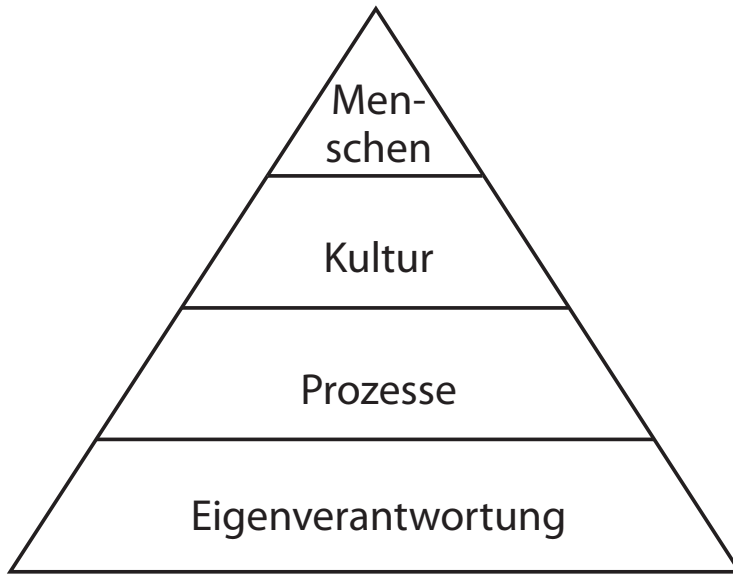 Men-
schen
Kultur
Prozesse
Eigenverantwortung